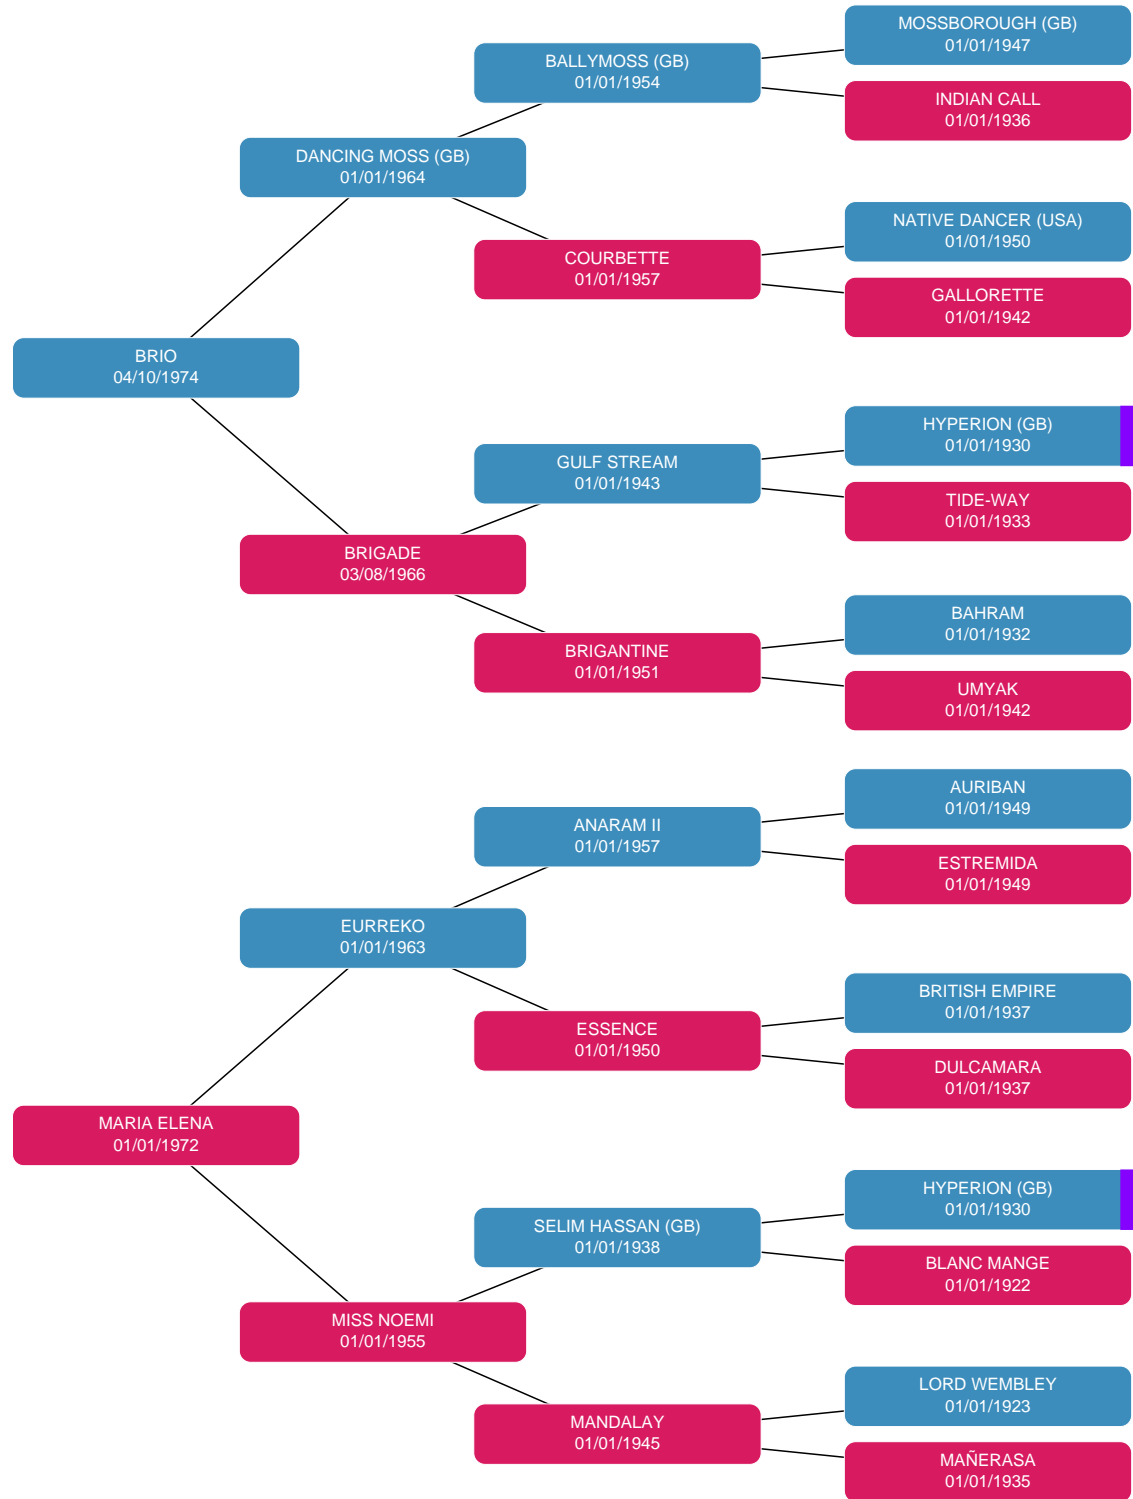 MOSSBOROUGH (GB)
01/01/1947
BALLYMOSS (GB)
01/01/1954
INDIAN CALL
01/01/1936
DANCING MOSS (GB)
01/01/1964
NATIVE DANCER (USA)
01/01/1950
COURBETTE
01/01/1957
GALLORETTE
01/01/1942
BRIO
04/10/1974
HYPERION (GB)
01/01/1930
GULF STREAM
01/01/1943
TIDE-WAY
01/01/1933
BRIGADE
03/08/1966
BAHRAM
01/01/1932
BRIGANTINE
01/01/1951
UMYAK
01/01/1942
AURIBAN
01/01/1949
ANARAM II
01/01/1957
ESTREMIDA
01/01/1949
EURREKO
01/01/1963
BRITISH EMPIRE
01/01/1937
ESSENCE
01/01/1950
DULCAMARA
01/01/1937
MARIA ELENA
01/01/1972
HYPERION (GB)
01/01/1930
SELIM HASSAN (GB)
01/01/1938
BLANC MANGE
01/01/1922
MISS NOEMI
01/01/1955
LORD WEMBLEY
01/01/1923
MANDALAY
01/01/1945
MAÑERASA
01/01/1935